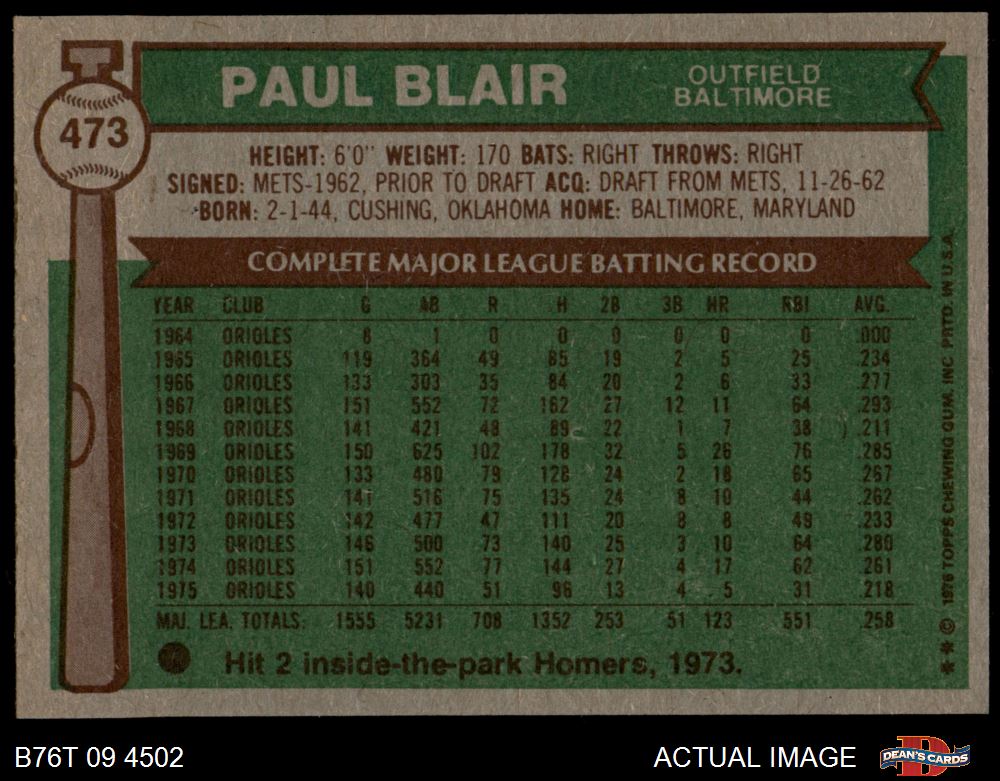 PAUL BLAIR
OUTFIELD
BALTIMORE
473
HEIGHT: 6'0" WEIGHT: 170 BATS: RIGHT THROWS: RIGHT
SIGNED: METS-1962, PRIOR TO DRAFT ACQ: DRAFT FROM METS, 11-26-62
BORN: 2-1-44, CUSHING, OKLAHOMA HOME: BALTIMORE, MARYLAND
COMPLETE MAJOR LEAGUE BATTING RECORD
YEAR CLUB G AB R H 2B 3B HR RBI AVG.
1964 ORIOLES 8 1 0 0 0 0 0 0 .000
1965 ORIOLES 119 364 49 85 19 2 5 25 .234
1966 ORIOLES 133 303 35 84 20 2 6 33 .277
1967 ORIOLES 151 552 72 162 27 12 11 64 .293
1968 ORIOLES 141 421 48 89 22 1 7 38 .211
1969 ORIOLES 150 625 102 178 32 5 26 76 .285
1970 ORIOLES 133 480 79 128 24 2 18 65 .267
1971 ORIOLES 141 516 75 135 24 8 10 44 .262
1972 ORIOLES 142 477 47 111 20 8 8 49 .233
1973 ORIOLES 146 500 73 140 25 3 10 64 .280
1974 ORIOLES 151 552 77 144 27 4 17 62 .261
1975 ORIOLES 140 440 51 96 13 4 5 31 .218
MAJ. LEA. TOTALS: 1555 5231 708 1352 253 51 123 551 .258
Hit 2 inside-the-park Homers, 1973.
** © 1976 TOPPS CHEWING GUM, INC PRTD. IN U.S.A.
B76T 09 4502
ACTUAL IMAGE
DEAN'S CARDS